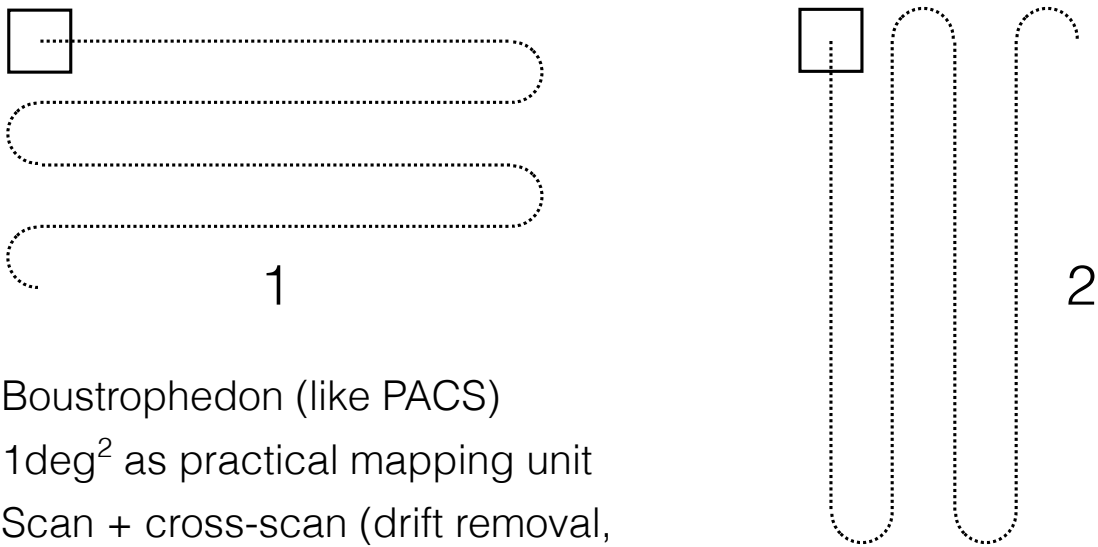 1
2
Boustrophedon (like PACS)
1deg² as practical mapping unit
Scan + cross-scan (drift removal,